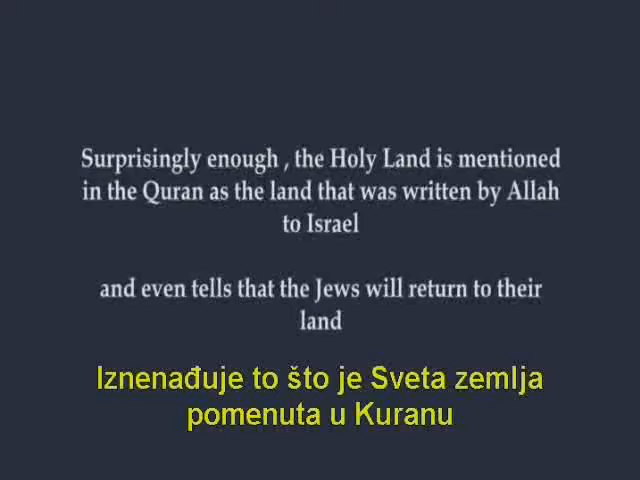 Surprisingly enough , the Holy Land is mentioned
in the Quran as the land that was written by Allah
to Israel
and even tells that the Jews will return to their
land
Iznenađuje to što je Sveta zemlja
pomenuta u Kuranu